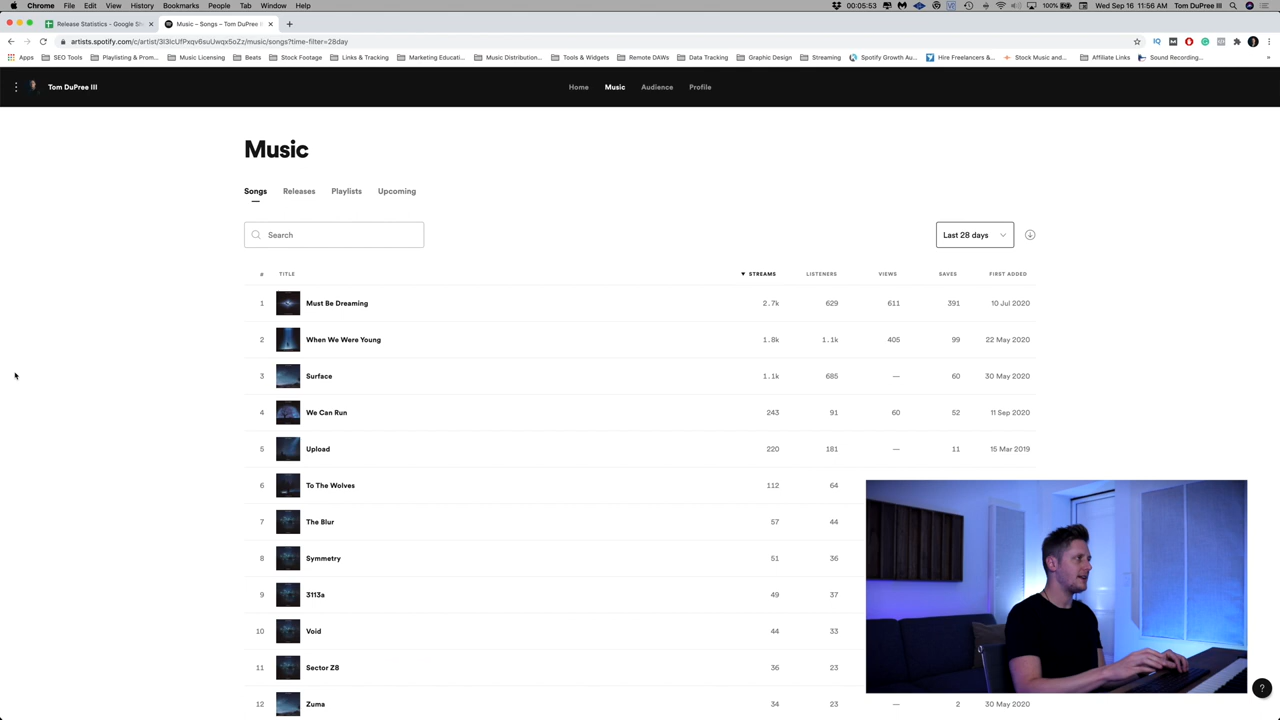 Chrome File Edit View History Bookmarks People Tab Window Help 00:05:53 100% Wed Sep 16 11:56 AM Tom DuPree III
Release Statistics - Google She
Music – Songs – Tom DuPree
artists.spotify.com/c/artist/
/music/songs?time-filter=28day
Apps SEO Tools Playlisting & Prom... Music Licensing Beats Stock Footage Links & Tracking Marketing Educati... Music Distribution... Tools & Widgets Remote DAWs Data Tracking Graphic Design Streaming Spotify Growth Au... Hire Freelancers &... Stock Music and... Affiliate Links Sound Recording... »
Tom DuPree III Home Music Audience Profile
Music
Songs Releases Playlists Upcoming
Search Last 28 days
# TITLE STREAMS LISTENERS VIEWS SAVES FIRST ADDED
1 Must Be Dreaming 2.7k 629 611 391 10 Jul 2020
2 When We Were Young 1.8k 1.1k 405 99 22 May 2020
3 Surface 1.1k 685 — 60 30 May 2020
4 We Can Run 243 91 60 52 11 Sep 2020
5 Upload 220 181 — 11 15 Mar 2019
6 To The Wolves 112 64
7 The Blur 57 44
8 Symmetry 51 36
9 3113a 49 37
10 Void 44 33
11 Sector Z8 36 23
12 Zuma 34 23 — 2 30 May 2020
?